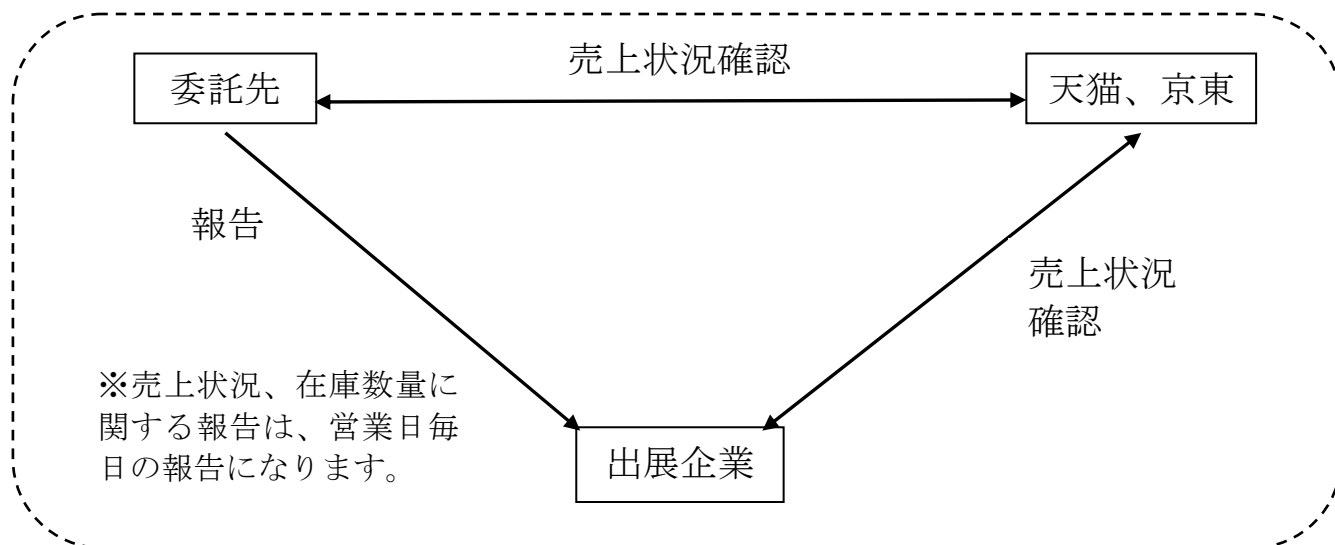 売上状況確認
委託先
天猫、京東
報告
売上状況
確認
※売上状況、在庫数量に
関する報告は、営業日毎
日の報告になります。
出展企業